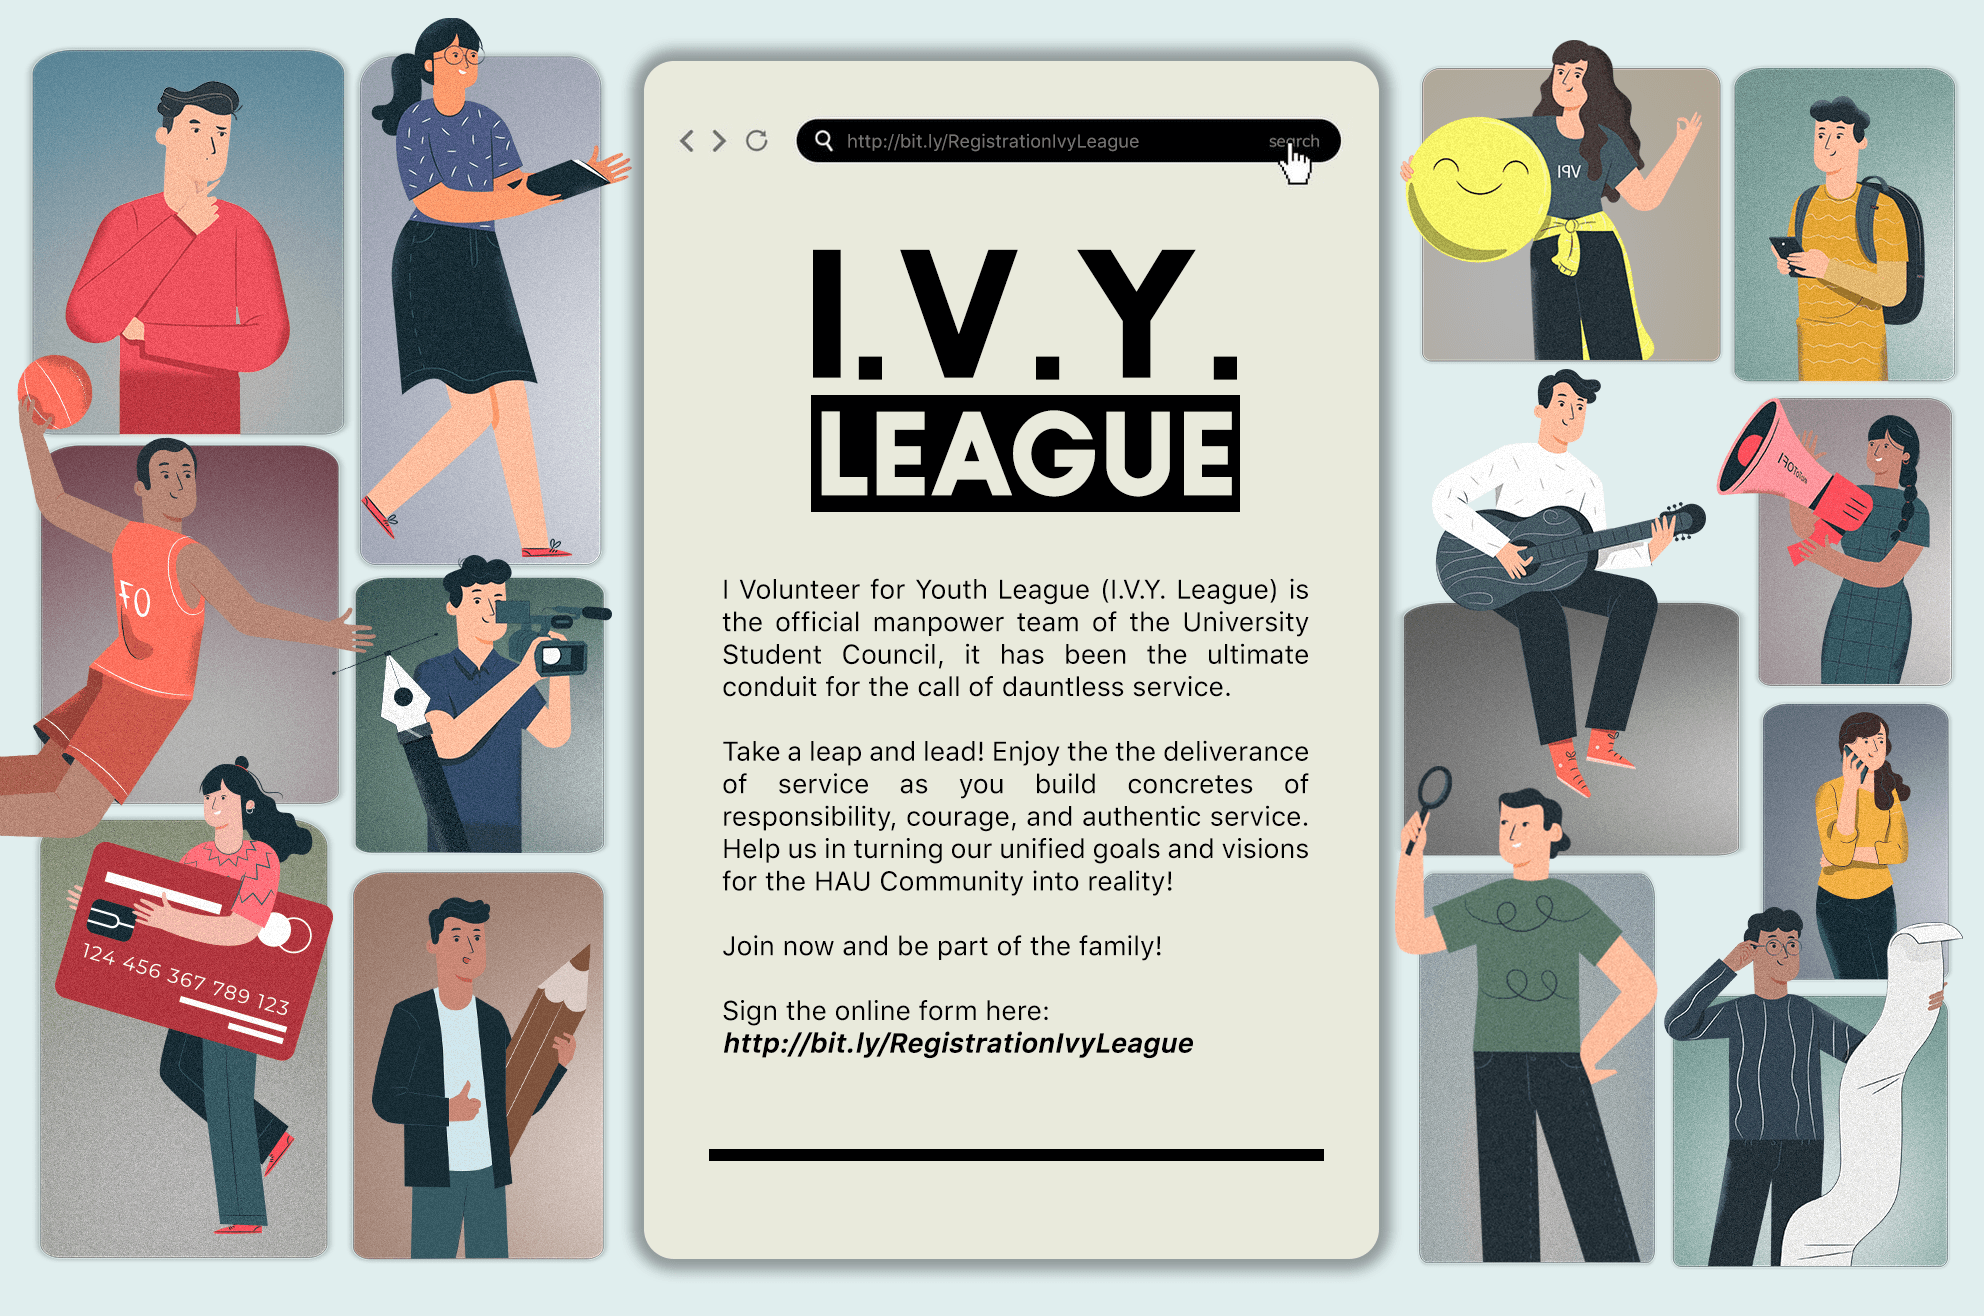 http://bit.ly/RegistrationIvyLeague search
I.V.Y.
LEAGUE
I Volunteer for Youth League (I.V.Y. League) is
the official manpower team of the University
Student Council, it has been the ultimate
conduit for the call of dauntless service.
Take a leap and lead! Enjoy the the deliverance
of service as you build concretes of
responsibility, courage, and authentic service.
Help us in turning our unified goals and visions
for the HAU Community into reality!
Join now and be part of the family!
Sign the online form here:
http://bit.ly/RegistrationIvyLeague
124 456 367 789 123